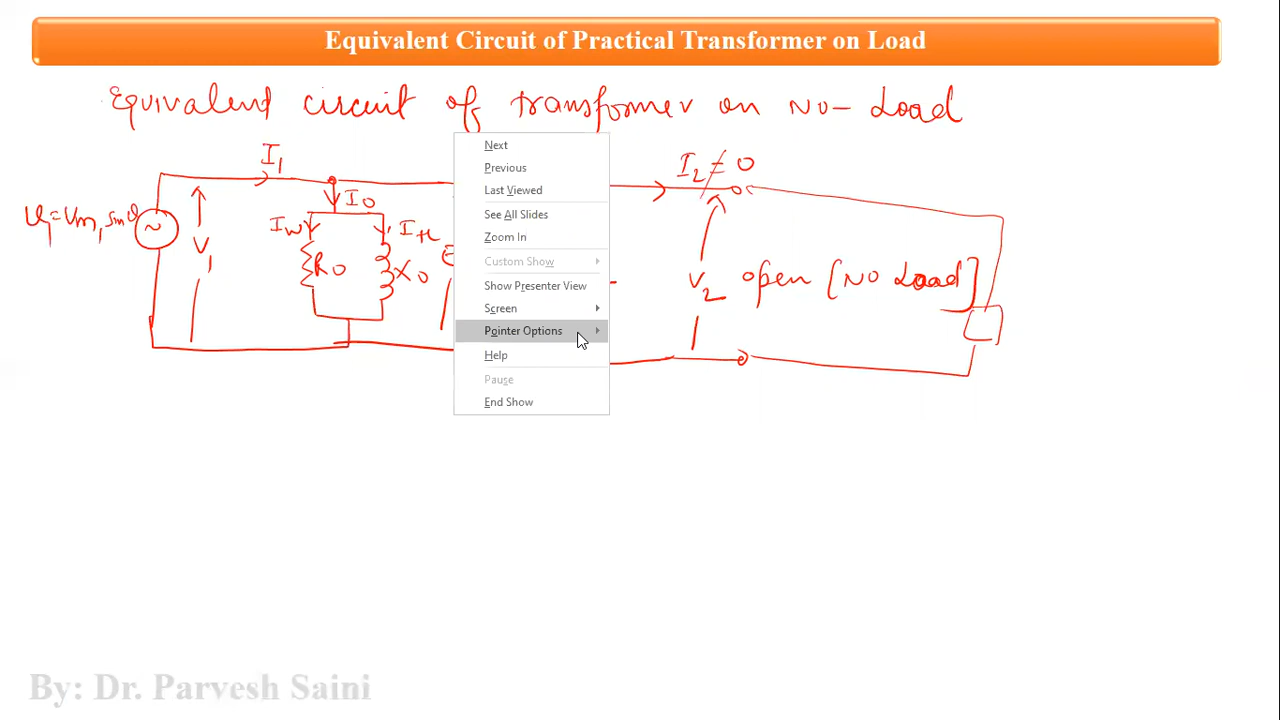 Equivalent Circuit of Practical Transformer on Load
Equivalent circuit of transformer on No-Load
I1
I2 ≠ 0
Next
Previous
Last Viewed
See All Slides
Zoom In
Custom Show
Show Presenter View
Screen
Pointer Options
Help
Pause
End Show
I0
Iw
R0
X0
V1
V2 open [No Load]
By: Dr. Parvesh Saini